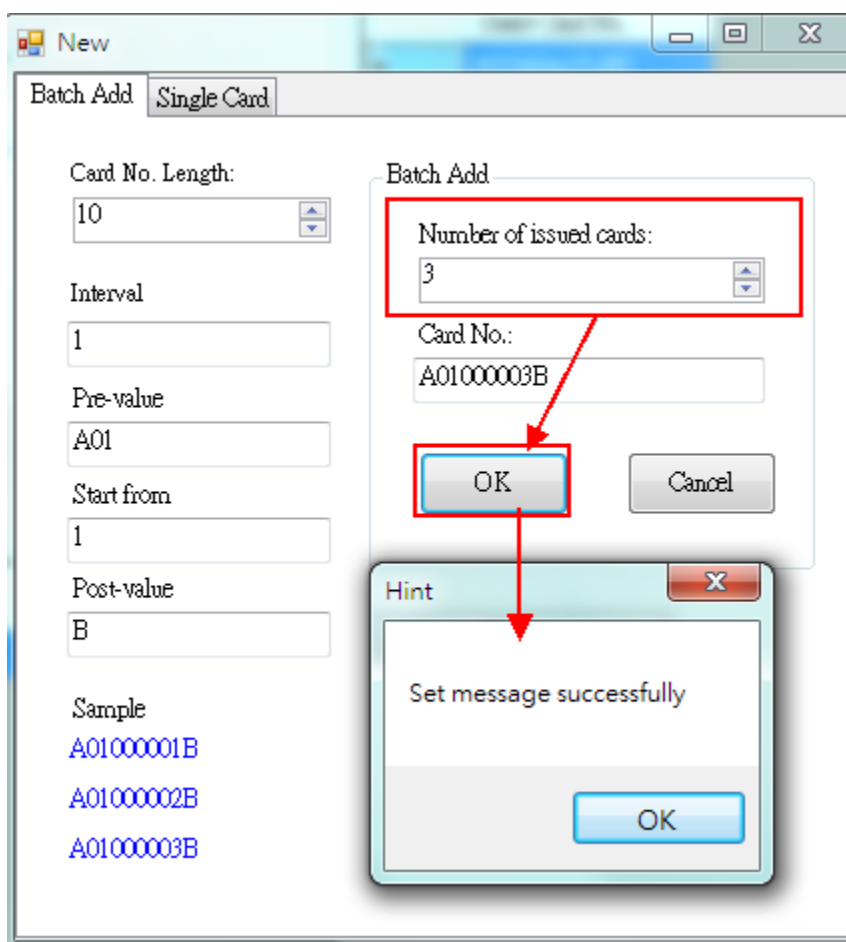 New
Batch Add Single Card
Card No. Length:
10
Interval
1
Pre-value
A01
Start from
1
Post-value
B
Sample
A01000001B
A01000002B
A01000003B
Batch Add
Number of issued cards:
3
Card No.:
A01000003B
OK Cancel
Hint
Set message successfully
OK